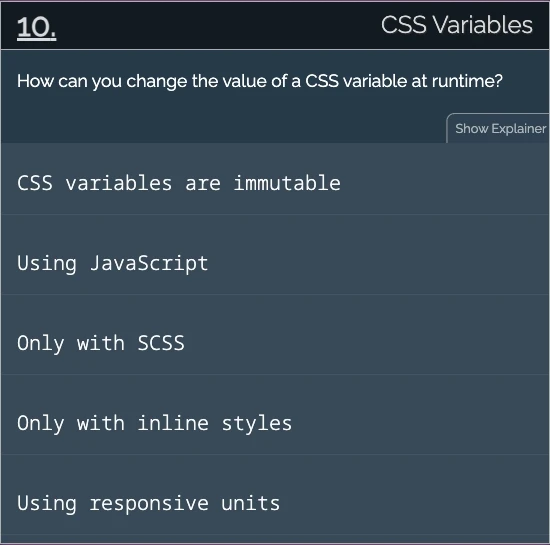 10.
CSS Variables
How can you change the value of a CSS variable at runtime?
Show Explainer
CSS variables are immutable
Using JavaScript
Only with SCSS
Only with inline styles
Using responsive units